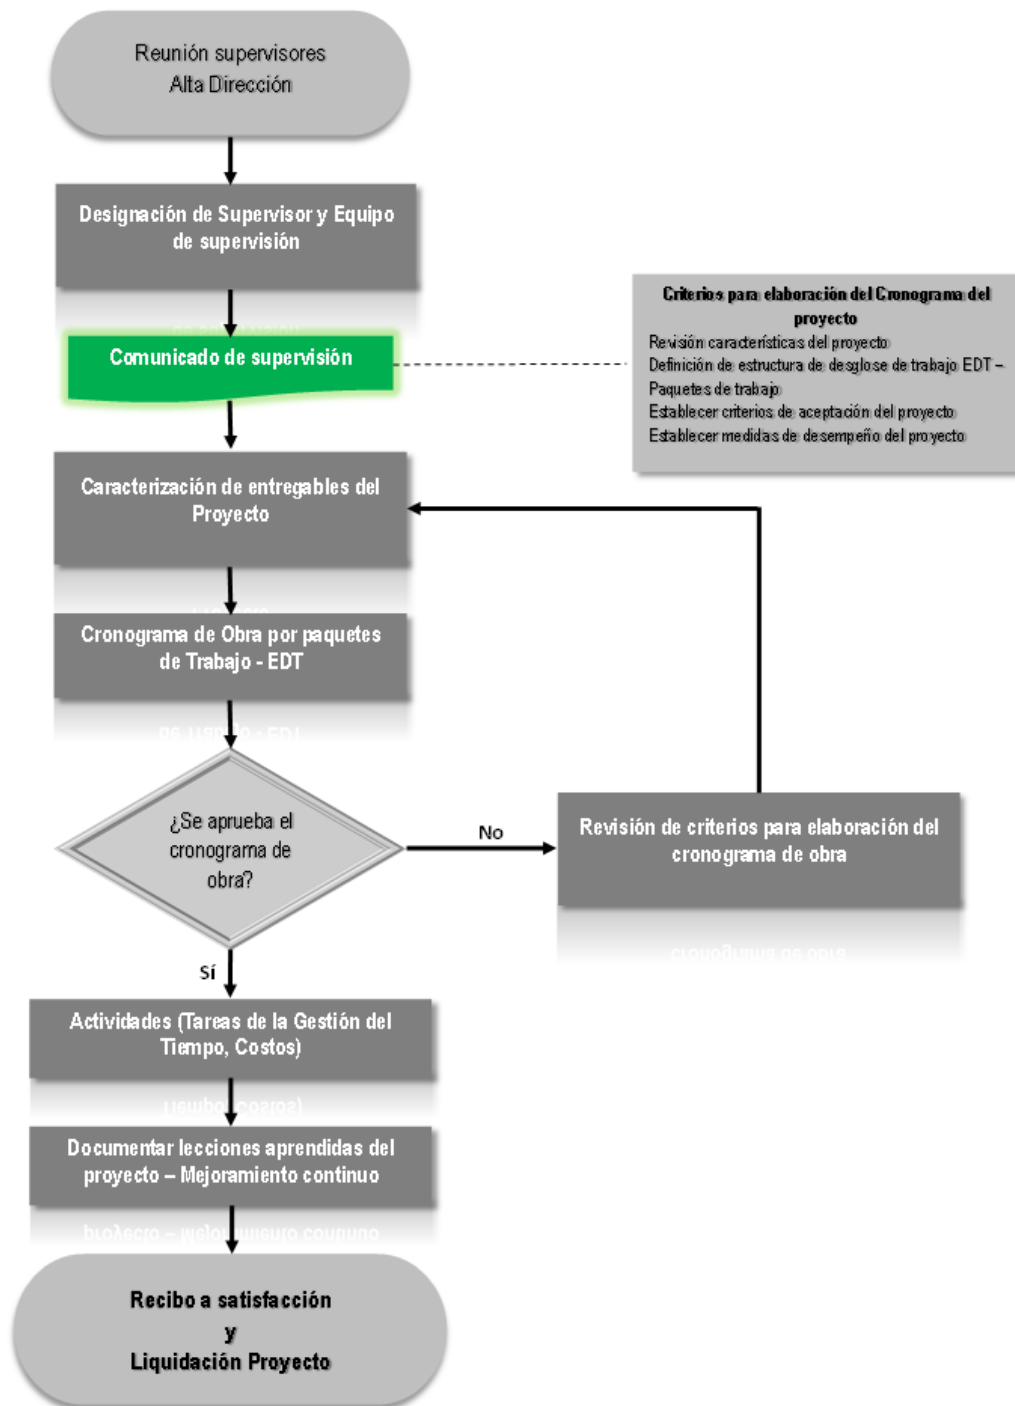 Reunión supervisores
Alta Dirección
Designación de Supervisor y Equipo
de supervisión
Comunicado de supervisión
Criterios para elaboración del Cronograma del
proyecto
Revisión características del proyecto
Definición de estructura de desglose de trabajo EDT –
Paquetes de trabajo
Establecer criterios de aceptación del proyecto
Establecer medidas de desempeño del proyecto
Caracterización de entregables del
Proyecto
Cronograma de Obra por paquetes
de Trabajo - EDT
¿Se aprueba el
cronograma de
obra?
No
Revisión de criterios para elaboración del
cronograma de obra
Sí
Actividades (Tareas de la Gestión del
Tiempo, Costos)
Documentar lecciones aprendidas del
proyecto – Mejoramiento continuo
Recibo a satisfacción
y
Liquidación Proyecto